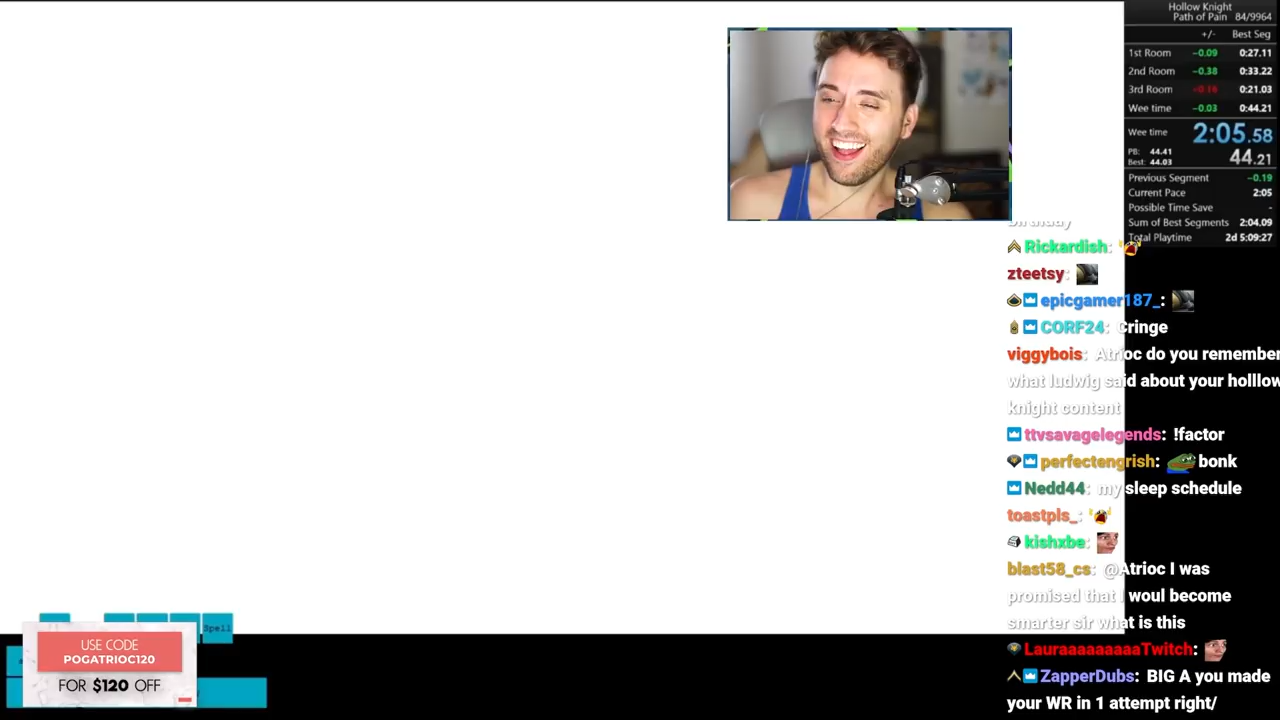 Hollow Knight
Path of Pain 84/9964
+/- Best Seg
1st Room -0.09 0:27.11
2nd Room -0.38 0:33.22
3rd Room +0.16 0:21.03
Wee time -0.03 0:44.21
Wee time 2:05.58
PB: 44.41
Best: 44.03
44.21
Previous Segment -0.19
Current Pace 2:05
Possible Time Save -
Sum of Best Segments 2:04.09
Total Playtime 2d 5:09:27
birthday
Rickardish:
zteetsy:
epicgamer187_:
CORF24: Cringe
viggybois: Atrioc do you remember
what ludwig said about your holllow
knight content
ttvsavagelegends: !factor
perfectengrish: bonk
Nedd44: my sleep schedule
toastpls_:
kishxbe:
blast58_cs: @Atrioc I was
promised that I woul become
smarter sir what is this
LauraaaaaaaaaTwitch:
ZapperDubs: BIG A you made
your WR in 1 attempt right/
Spell
USE CODE
POGATRIOC120
FOR $120 OFF